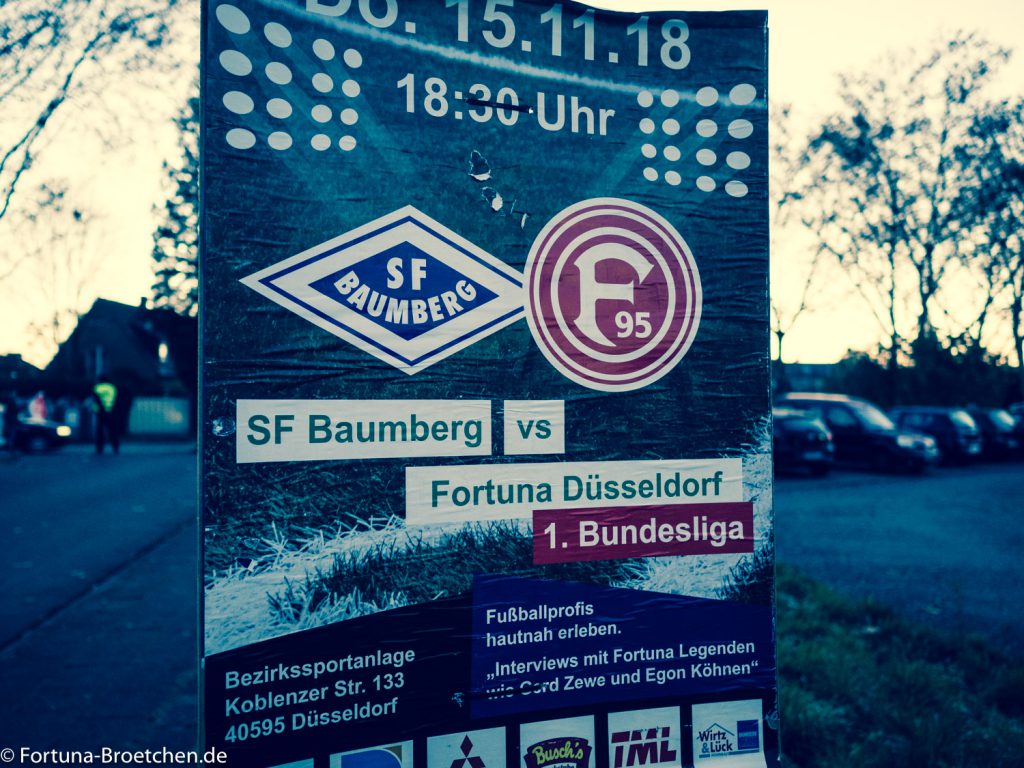 Do. 15.11.18
18:30 Uhr
SF
BAUMBERG
F
95
SF Baumberg
vs
Fortuna Düsseldorf
1. Bundesliga
Fußballprofis
hautnah erleben.
„Interviews mit Fortuna Legenden
wie Gerd Zewe und Egon Köhnen“
Bezirkssportanlage
Koblenzer Str. 133
40595 Düsseldorf
Busch's
TML
Wirtz
&Lück
© Fortuna-Broetchen.de